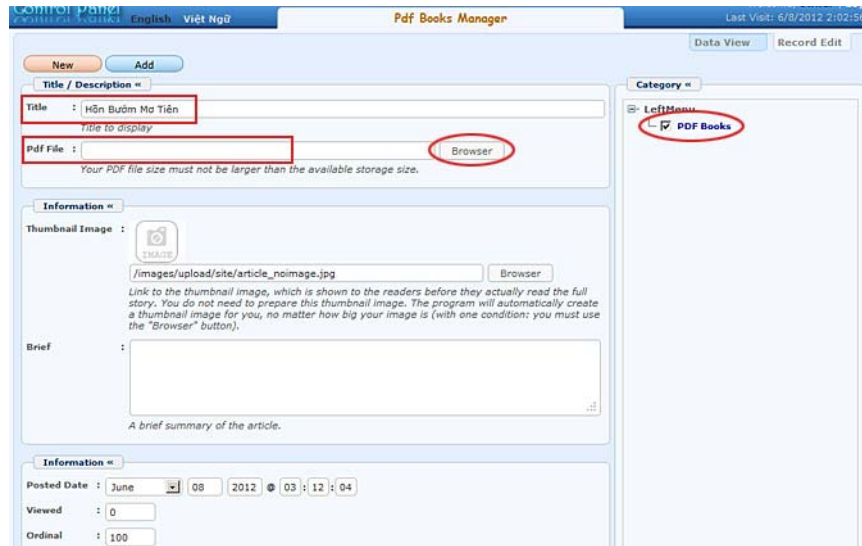 Control Panel
English Việt Ngữ
Pdf Books Manager
Last Visit: 6/8/2012 2:02:56
Data View Record Edit
New Add
Title / Description «
Title : Hồn Bướm Mơ Tiên
Title to display
Pdf File : Browser
Your PDF file size must not be larger than the available storage size.
Information «
Thumbnail Image :
IMAGE
/images/upload/site/article_noimage.jpg Browser
Link to the thumbnail image, which is shown to the readers before they actually read the full
story. You do not need to prepare this thumbnail image. The program will automatically create
a thumbnail image for you, no matter how big your image is (with one condition: you must use
the "Browser" button).
Brief :
A brief summary of the article.
Information «
Posted Date : June 08 2012 @ 03 : 12 : 04
Viewed : 0
Ordinal : 100
Category «
LeftMenu
PDF Books